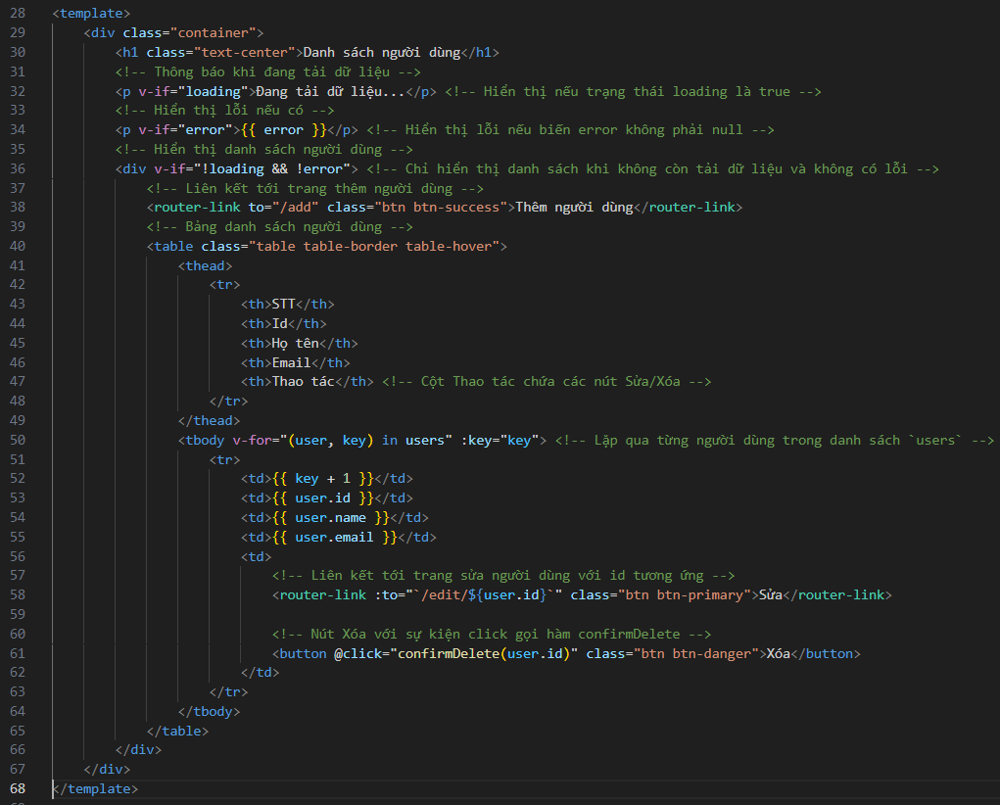 28 <template>
29     <div class="container">
30         <h1 class="text-center">Danh sách người dùng</h1>
31         <!-- Thông báo khi đang tải dữ liệu -->
32         <p v-if="loading">Đang tải dữ liệu...</p> <!-- Hiển thị nếu trạng thái loading là true -->
33         <!-- Hiển thị lỗi nếu có -->
34         <p v-if="error">{{ error }}</p> <!-- Hiển thị lỗi nếu biến error không phải null -->
35         <!-- Hiển thị danh sách người dùng -->
36         <div v-if="!loading && !error"> <!-- Chỉ hiển thị danh sách khi không còn tải dữ liệu và không có lỗi -->
37             <!-- Liên kết tới trang thêm người dùng -->
38             <router-link to="/add" class="btn btn-success">Thêm người dùng</router-link>
39             <!-- Bảng danh sách người dùng -->
40             <table class="table table-border table-hover">
41                 <thead>
42                     <tr>
43                         <th>STT</th>
44                         <th>Id</th>
45                         <th>Họ tên</th>
46                         <th>Email</th>
47                         <th>Thao tác</th> <!-- Cột Thao tác chứa các nút Sửa/Xóa -->
48                     </tr>
49                 </thead>
50                 <tbody v-for="(user, key) in users" :key="key"> <!-- Lặp qua từng người dùng trong danh sách `users` -->
51                     <tr>
52                         <td>{{ key + 1 }}</td>
53                         <td>{{ user.id }}</td>
54                         <td>{{ user.name }}</td>
55                         <td>{{ user.email }}</td>
56                         <td>
57                             <!-- Liên kết tới trang sửa người dùng với id tương ứng -->
58                             <router-link :to="`/edit/${user.id}`" class="btn btn-primary">Sửa</router-link>
59
60                             <!-- Nút Xóa với sự kiện click gọi hàm confirmDelete -->
61                             <button @click="confirmDelete(user.id)" class="btn btn-danger">Xóa</button>
62                         </td>
63                     </tr>
64                 </tbody>
65             </table>
66         </div>
67     </div>
68 </template>